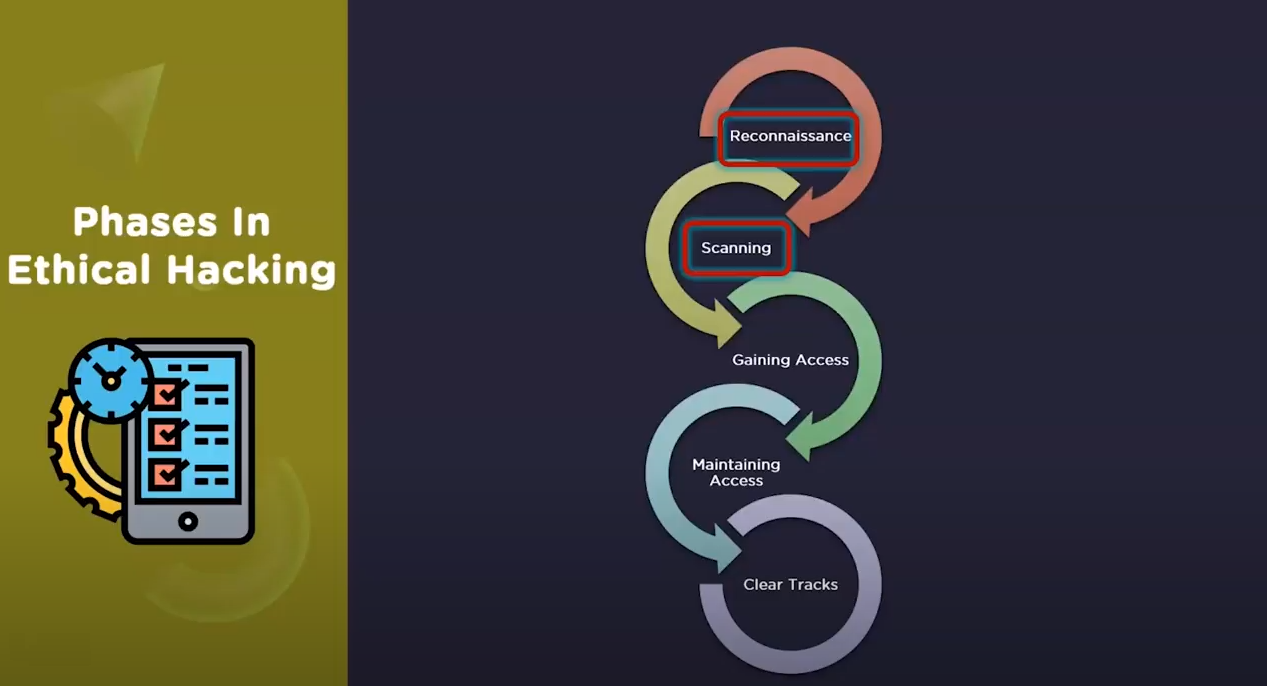 Phases In
Ethical Hacking
Reconnaissance
Scanning
Gaining Access
Maintaining
Access
Clear Tracks